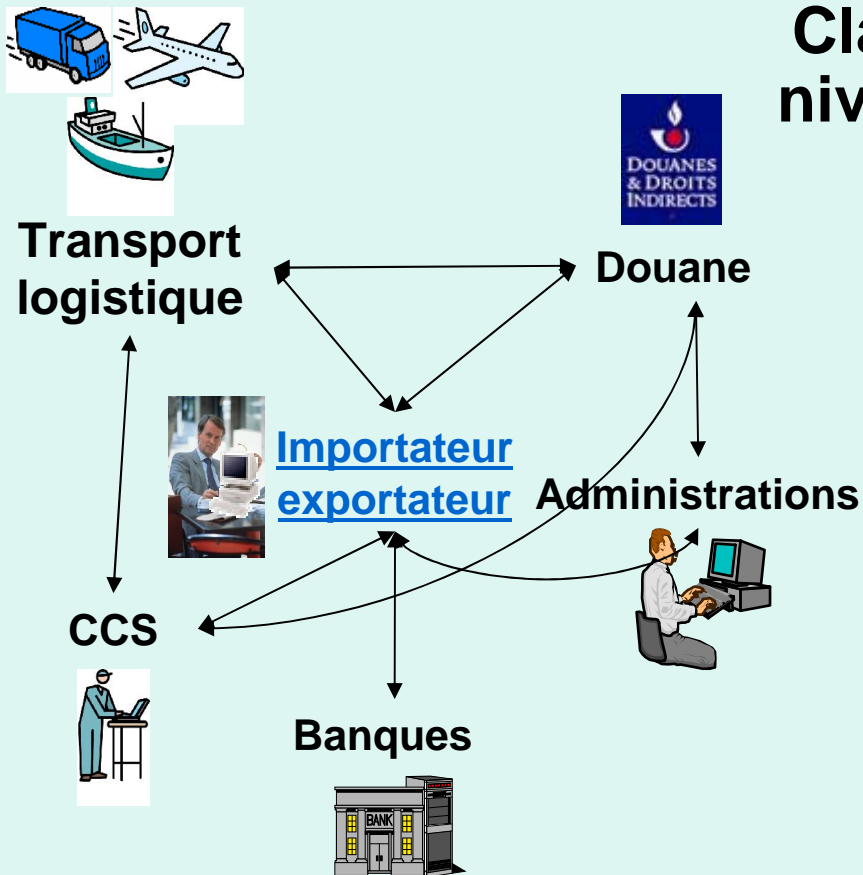 Cla
niv
DOUANES
& DROITS
INDIRECTS
Transport
logistique
Douane
Importateur
exportateur
Administrations
CCS
Banques
BANK